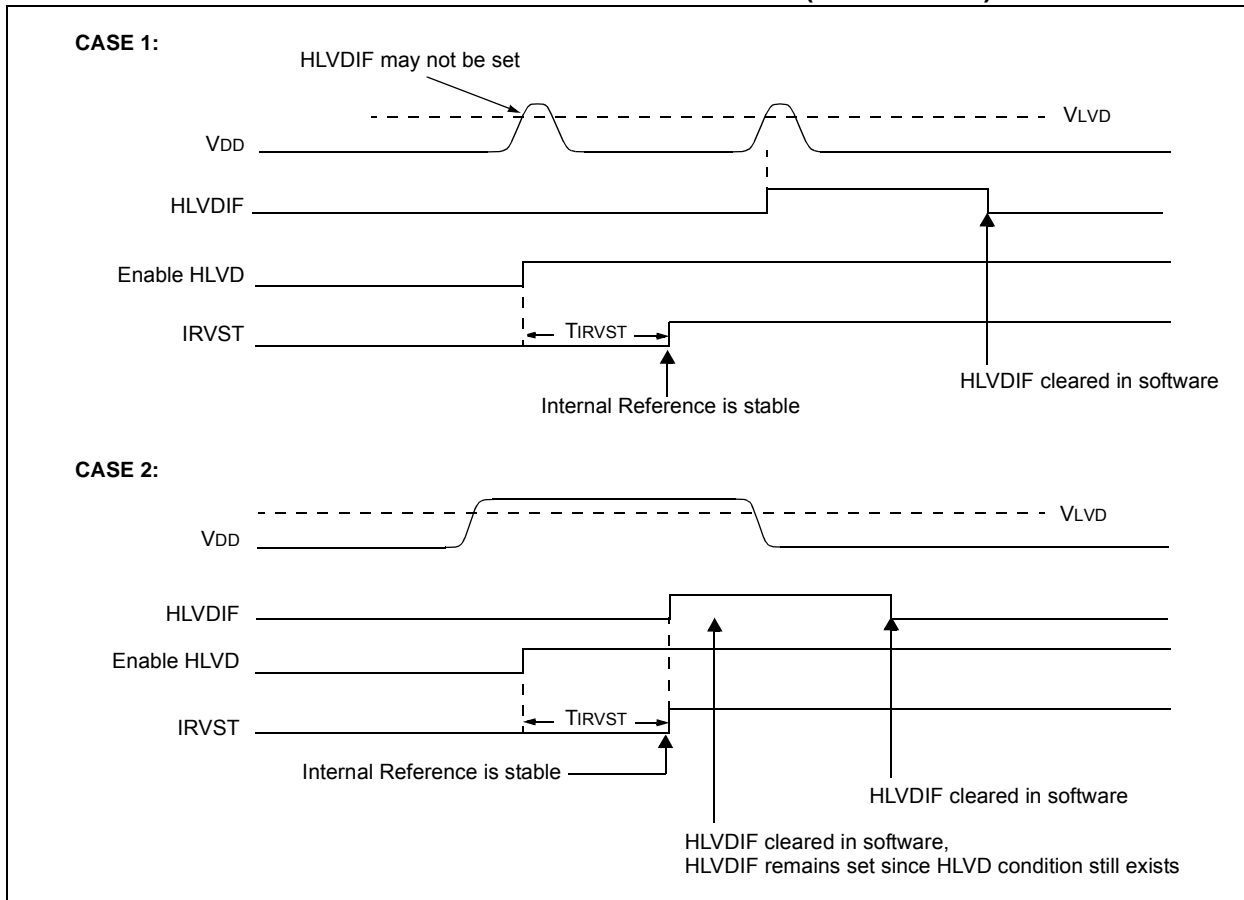 CASE 1:
HLVDIF may not be set
VLVD
VDD
HLVDIF
Enable HLVD
TIRVST
IRVST
HLVDIF cleared in software
Internal Reference is stable
CASE 2:
VLVD
VDD
HLVDIF
Enable HLVD
TIRVST
IRVST
Internal Reference is stable
HLVDIF cleared in software
HLVDIF cleared in software,
HLVDIF remains set since HLVD condition still exists